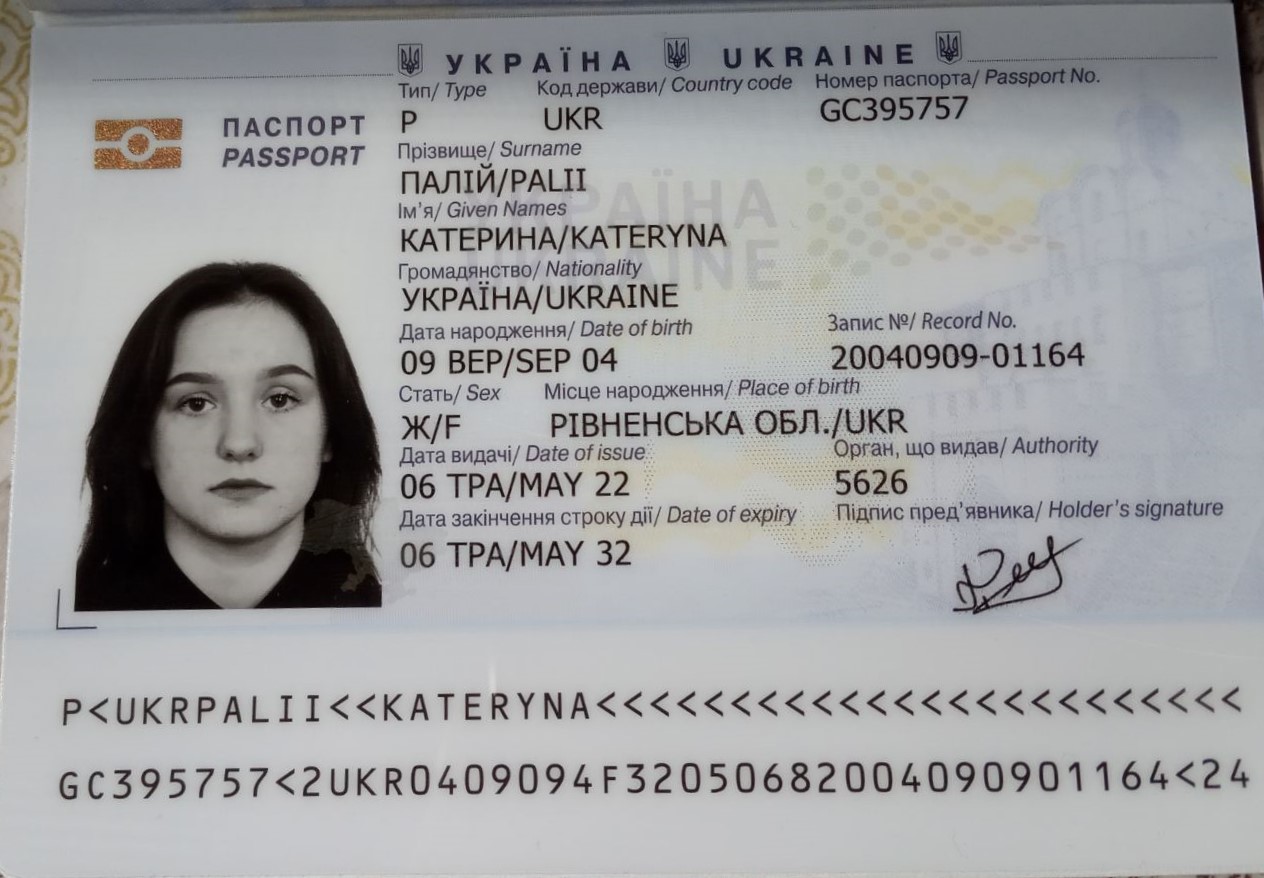 УКРАЇНА UKRAINE
Тип/ Type Код держави/ Country code Номер паспорта/ Passport No.
P UKR GC395757
ПАСПОРТ
PASSPORT
Прізвище/ Surname
ПАЛІЙ/PALII
Ім'я/ Given Names
КАТЕРИНА/KATERYNA
Громадянство/ Nationality
УКРАЇНА/UKRAINE
Дата народження/ Date of birth Запис №/ Record No.
09 ВЕР/SEP 04 20040909-01164
Стать/ Sex Місце народження/ Place of birth
Ж/F РІВНЕНСЬКА ОБЛ./UKR
Дата видачі/ Date of issue Орган, що видав/ Authority
06 ТРА/MAY 22 5626
Дата закінчення строку дії/ Date of expiry Підпис пред'явника/ Holder's signature
06 ТРА/MAY 32
УКРАЇНА
UKRAINE
P<UKRPALII<<KATERYNA<<<<<<<<<<<<<<<<<<<<<<<<
GC395757<2UKR0409094F3205068200409090 1164<24